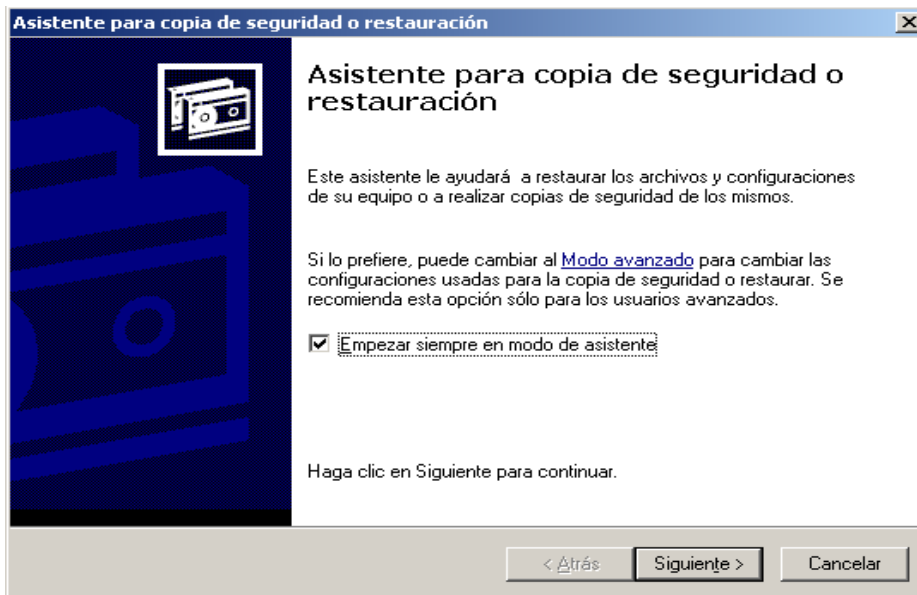 Asistente para copia de seguridad o restauración
Asistente para copia de seguridad o
restauración
Este asistente le ayudará  a restaurar los archivos y configuraciones
de su equipo o a realizar copias de seguridad de los mismos.
Si lo prefiere, puede cambiar al Modo avanzado para cambiar las
configuraciones usadas para la copia de seguridad o restaurar. Se
recomienda esta opción sólo para los usuarios avanzados.
Empezar siempre en modo de asistente
Haga clic en Siguiente para continuar.
< Atrás
Siguiente >
Cancelar